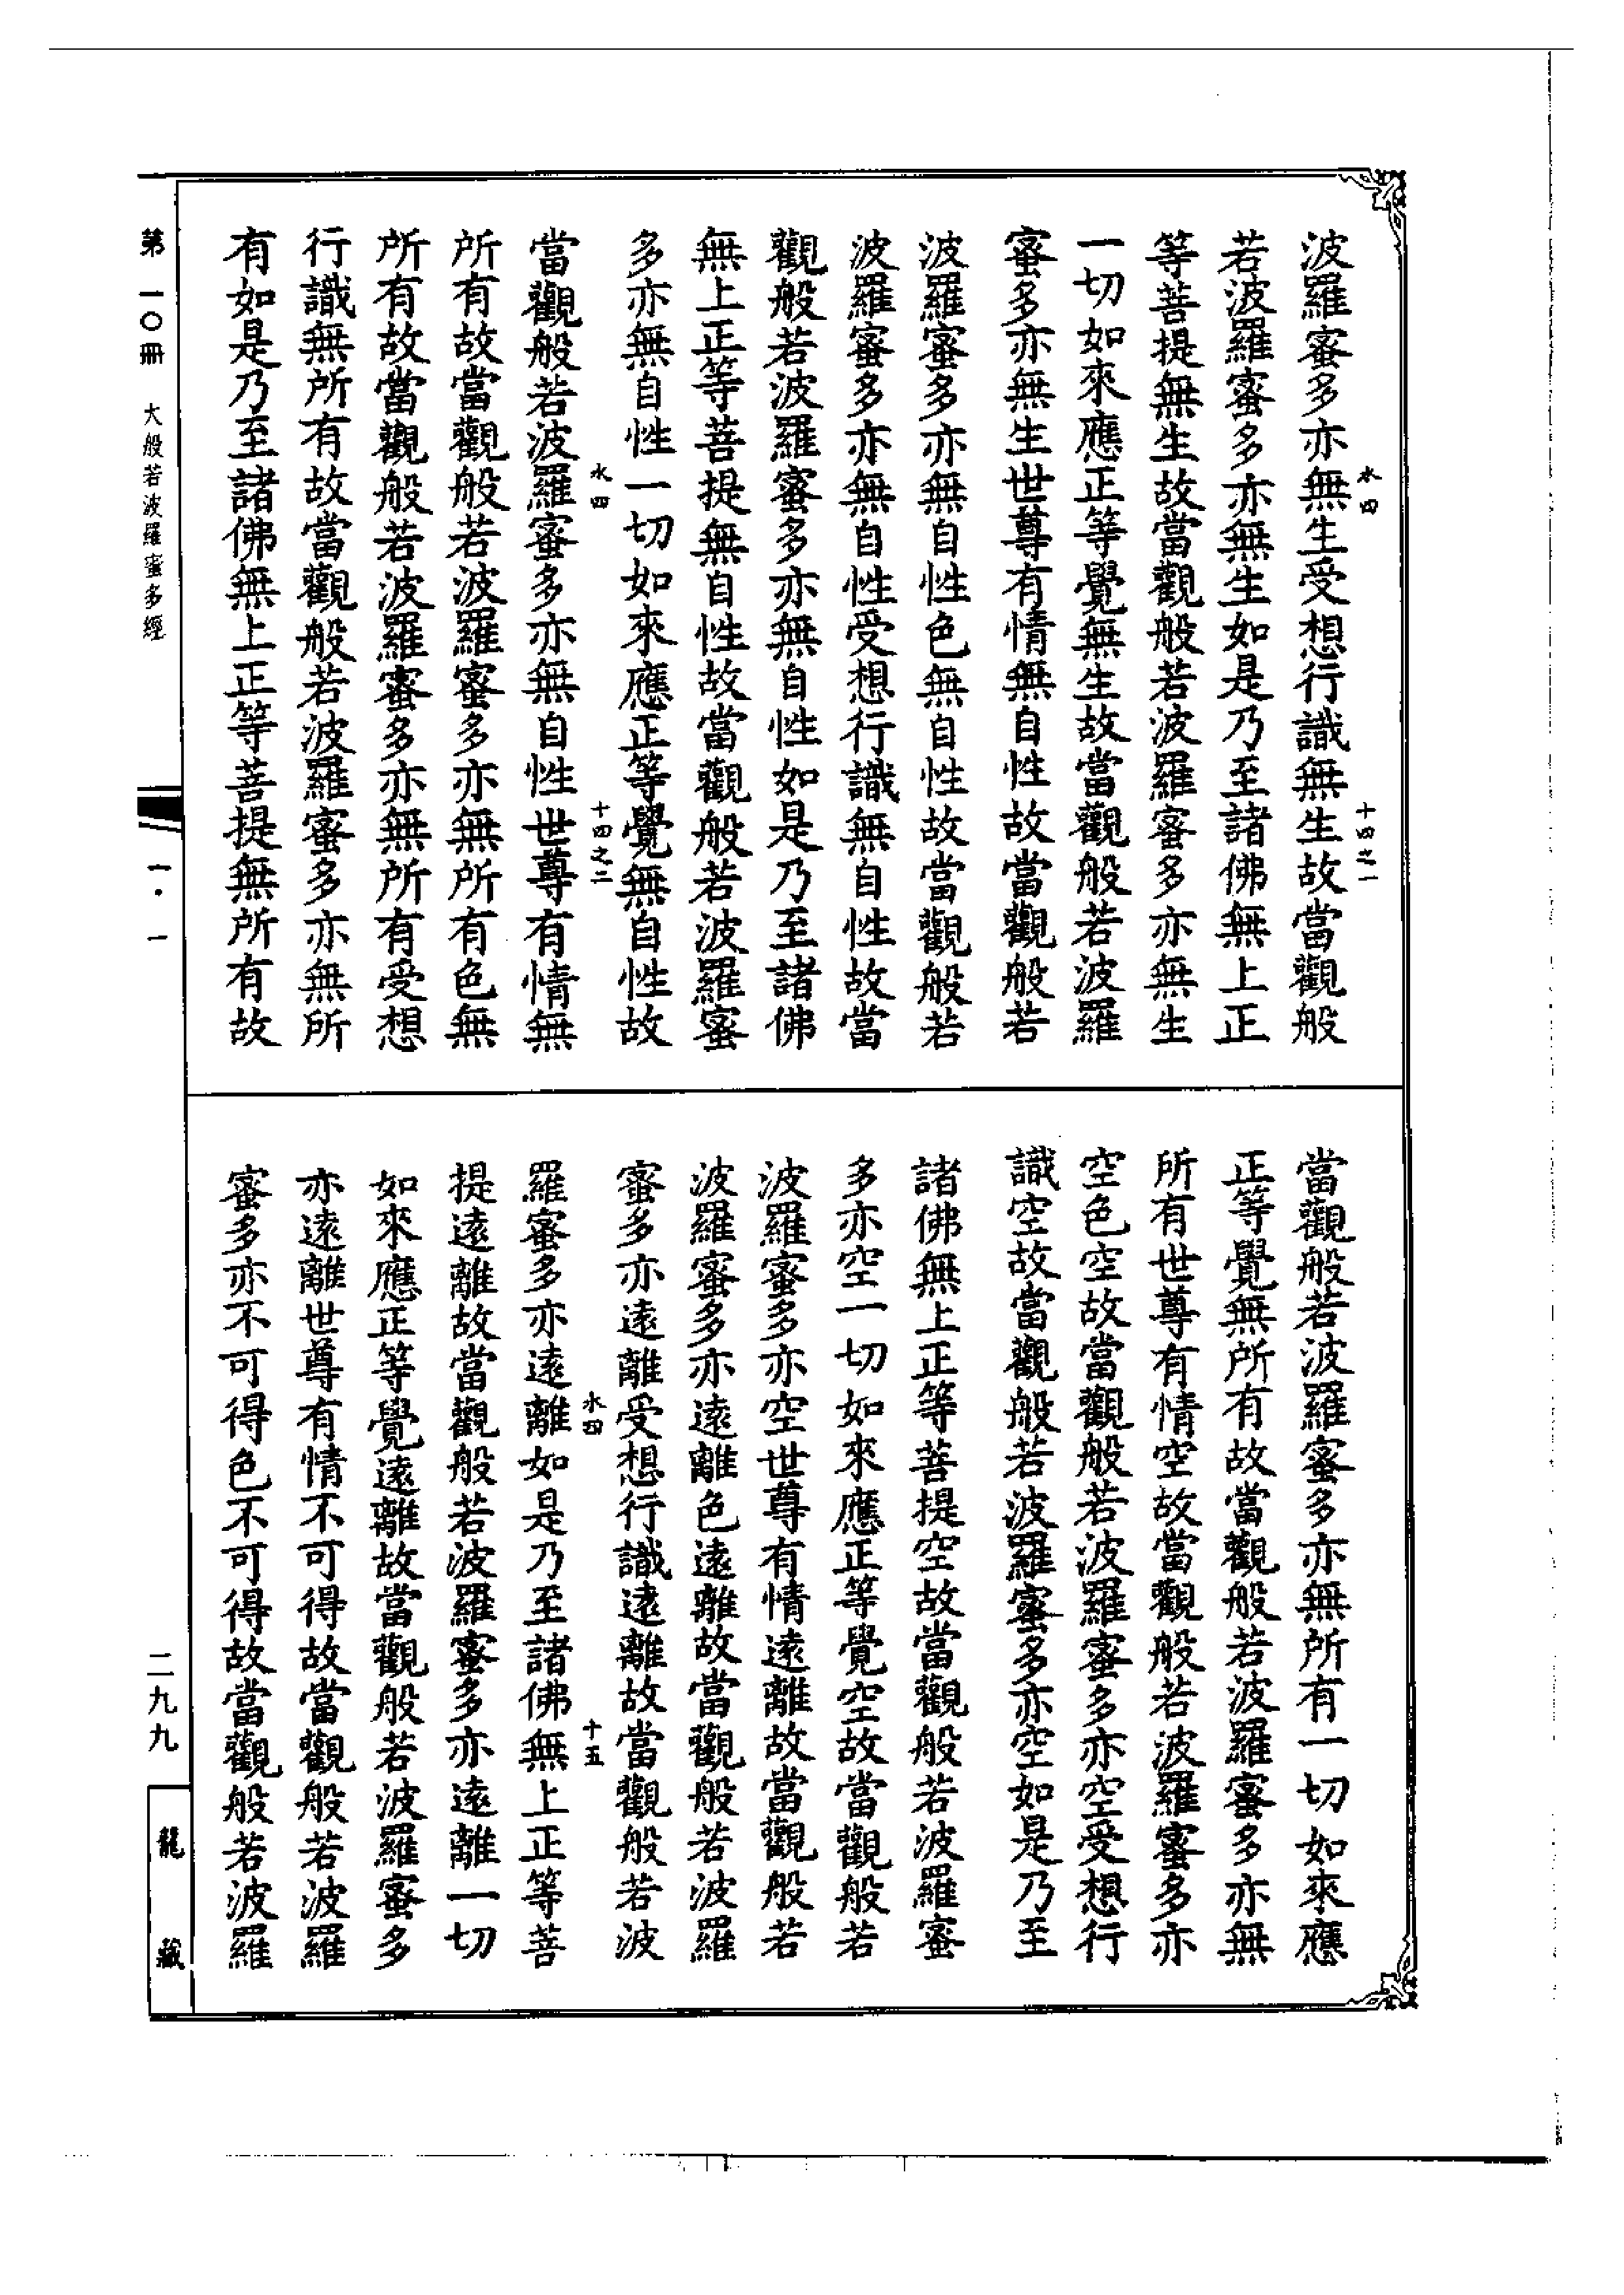 波羅蜜多亦無生受想行識無生故當觀般
水四
十四之一
若波羅蜜多亦無生如是乃至諸佛無上正
等菩提無生故當觀般若波羅蜜多亦無生
一切如來應正等覺無生故當觀般若波羅
蜜多亦無生世尊有情無自性故當觀般若
波羅蜜多亦無自性色無自性故當觀般若
波羅蜜多亦無自性受想行識無自性故當
觀般若波羅蜜多亦無自性如是乃至諸佛
無上正等菩提無自性故當觀般若波羅蜜
多亦無自性一切如來應正等覺無自性故
水四
十四之二
當觀般若波羅蜜多亦無自性世尊有情無
所有故當觀般若波羅蜜多亦無所有色無
所有故當觀般若波羅蜜多亦無所有受想
行識無所有故當觀般若波羅蜜多亦無所
有如是乃至諸佛無上正等菩提無所有故
當觀般若波羅蜜多亦無所有一切如來應
正等覺無所有故當觀般若波羅蜜多亦無
所有世尊有情空故當觀般若波羅蜜多亦
空色空故當觀般若波羅蜜多亦空受想行
識空故當觀般若波羅蜜多亦空如是乃至
諸佛無上正等菩提空故當觀般若波羅蜜
多亦空一切如來應正等覺空故當觀般若
波羅蜜多亦空世尊有情遠離故當觀般若
波羅蜜多亦遠離色遠離故當觀般若波羅
蜜多亦遠離受想行識遠離故當觀般若波
水四
十五
羅蜜多亦遠離如是乃至諸佛無上正等菩
提遠離故當觀般若波羅蜜多亦遠離一切
如來應正等覺遠離故當觀般若波羅蜜多
亦遠離世尊有情不可得故當觀般若波羅
蜜多亦不可得色不可得故當觀般若波羅
第一〇冊 大般若波羅蜜多經
一·一
二九九
龍藏